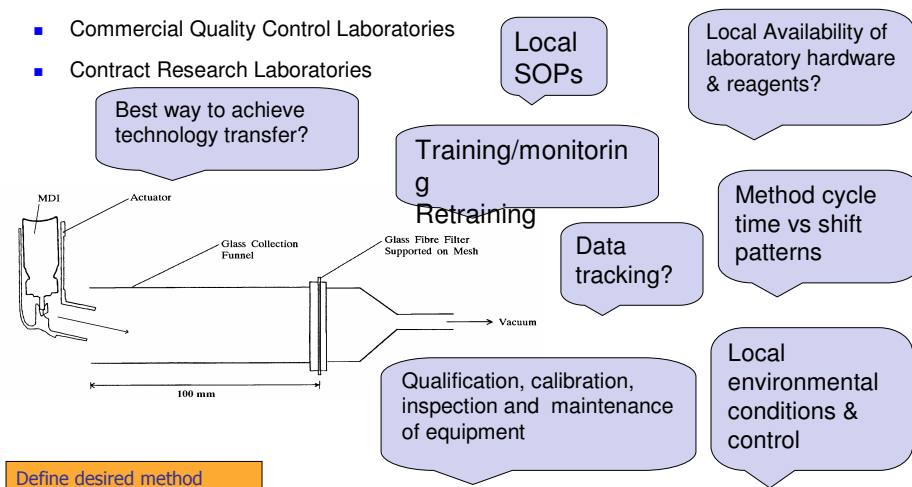 Commercial Quality Control Laboratories
Contract Research Laboratories
Best way to achieve
technology transfer?
Local
SOPs
Local Availability of
laboratory hardware
& reagents?
Training/monitorin
g
Retraining
Method cycle
time vs shift
patterns
Data
tracking?
MDI
Actuator
Glass Collection
Funnel
Glass Fibre Filter
Supported on Mesh
Vacuum
100 mm
Qualification, calibration,
inspection and maintenance
of equipment
Local
environmental
conditions &
control
Define desired method